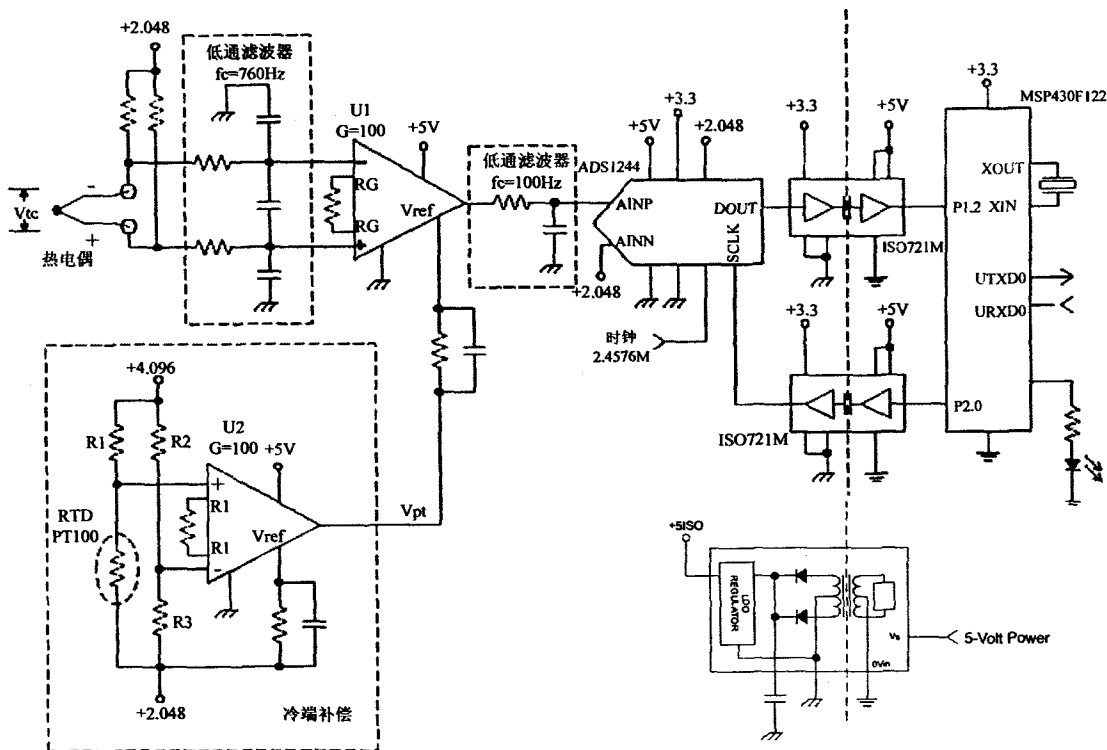 +2.048
低通滤波器
fc=760Hz
U1
G=100
+5V
RG
RG
Vref
-
+
Vtc
-
+
热电偶
低通滤波器
fc=100Hz
ADS1244
+5V
+3.3
+2.048
AINP
AINN
DOUT
SCLK
+2.048
时钟
2.4576M
+3.3
+5V
ISO721M
+3.3
+5V
ISO721M
+3.3
MSP430F122
XOUT
XIN
P1.2
UTXD0
URXD0
P2.0
+4.096
R1
R2
U2
G=100
+5V
+
R1
R1
-
Vref
Vpt
RTD
PT100
R3
+2.048
冷端补偿
+5ISO
LDO
REGULATOR
Vs
0Vin
5-Volt Power